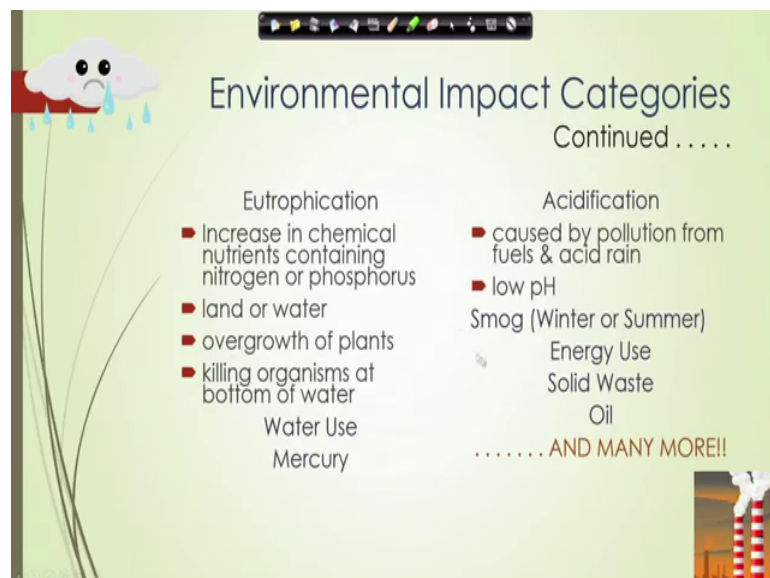 Environmental Impact Categories
Continued . . . . .
Eutrophication
Increase in chemical
nutrients containing
nitrogen or phosphorus
land or water
overgrowth of plants
killing organisms at
bottom of water
Water Use
Mercury
Acidification
caused by pollution from
fuels & acid rain
low pH
Smog (Winter or Summer)
Energy Use
Solid Waste
Oil
. . . . . . . AND MANY MORE!!